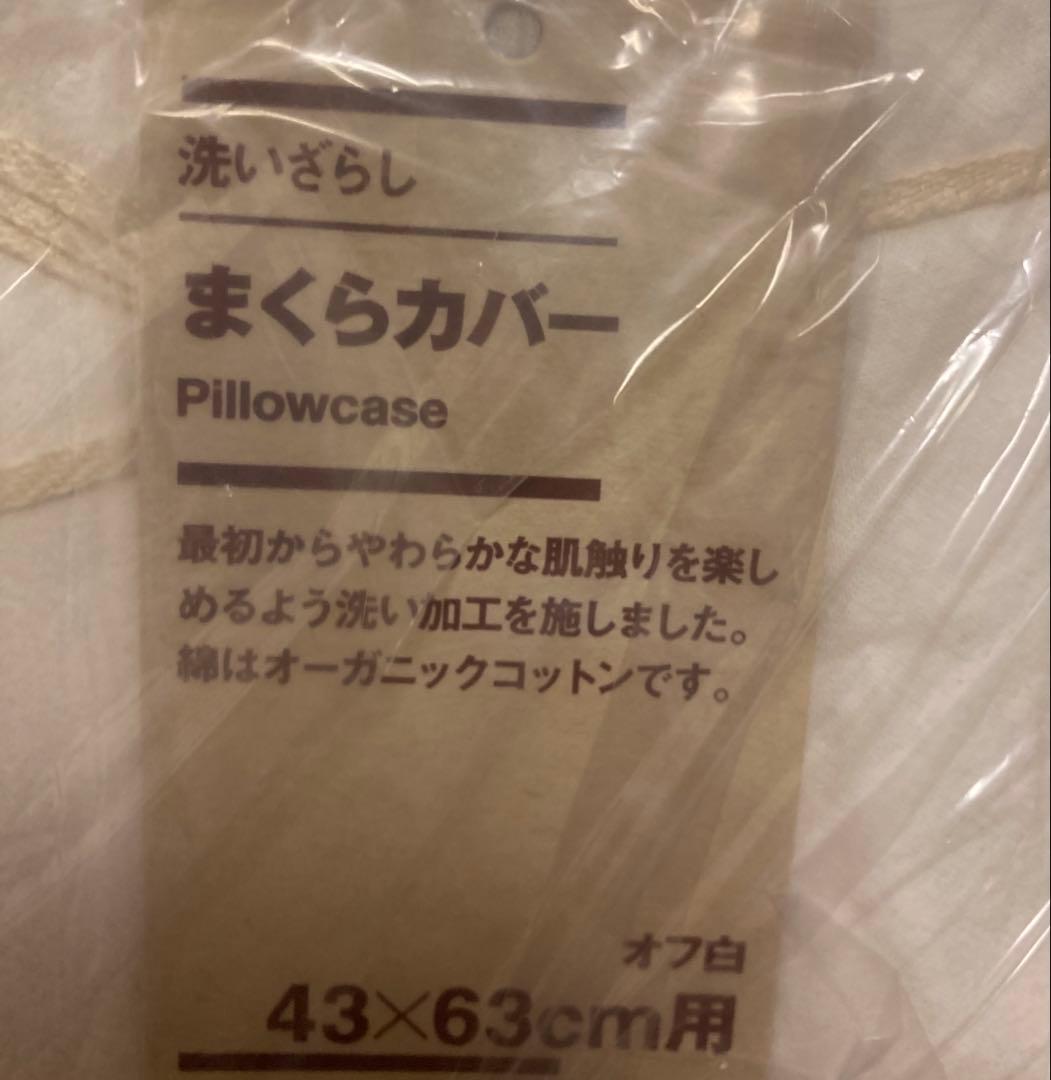 洗いざらし
まくらカバー
Pillowcase
最初からやわらかな肌触りを楽し
めるよう洗い加工を施しました。
綿はオーガニックコットンです。
オフ白
43×63cm用